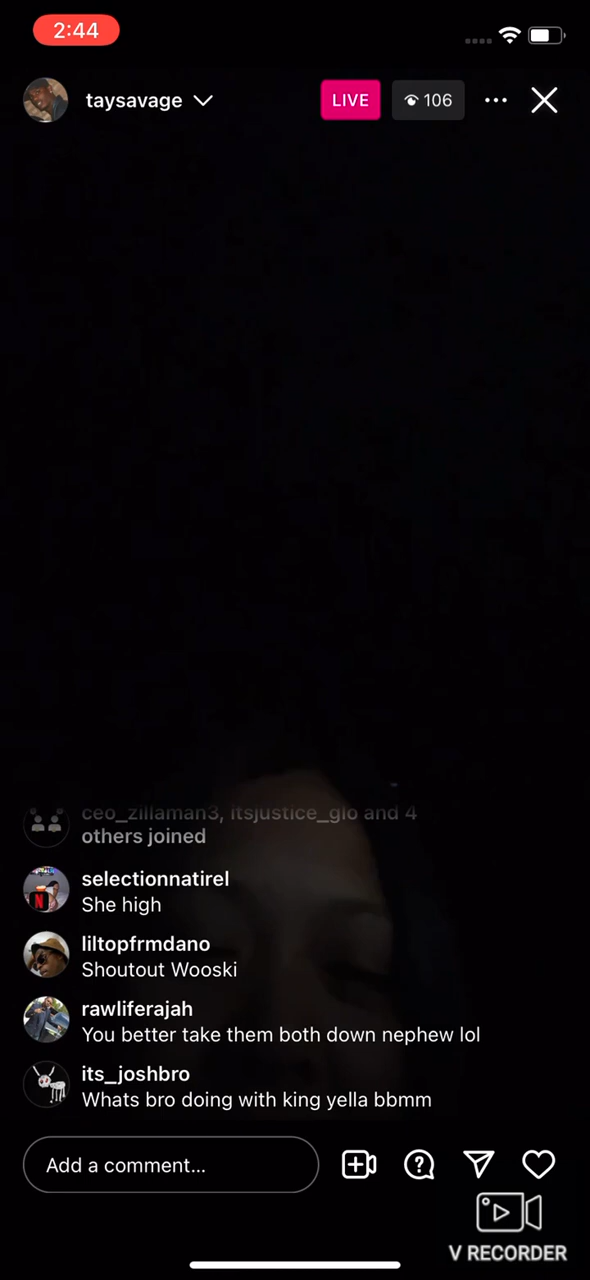 2:44
taysavage
LIVE
106
ceo_zillaman3, itsjustice_glo and 4
others joined
selectionnatirel
She high
liltopfrmdano
Shoutout Wooski
rawliferajah
You better take them both down nephew lol
its_joshbro
Whats bro doing with king yella bbmm
Add a comment...
V RECORDER